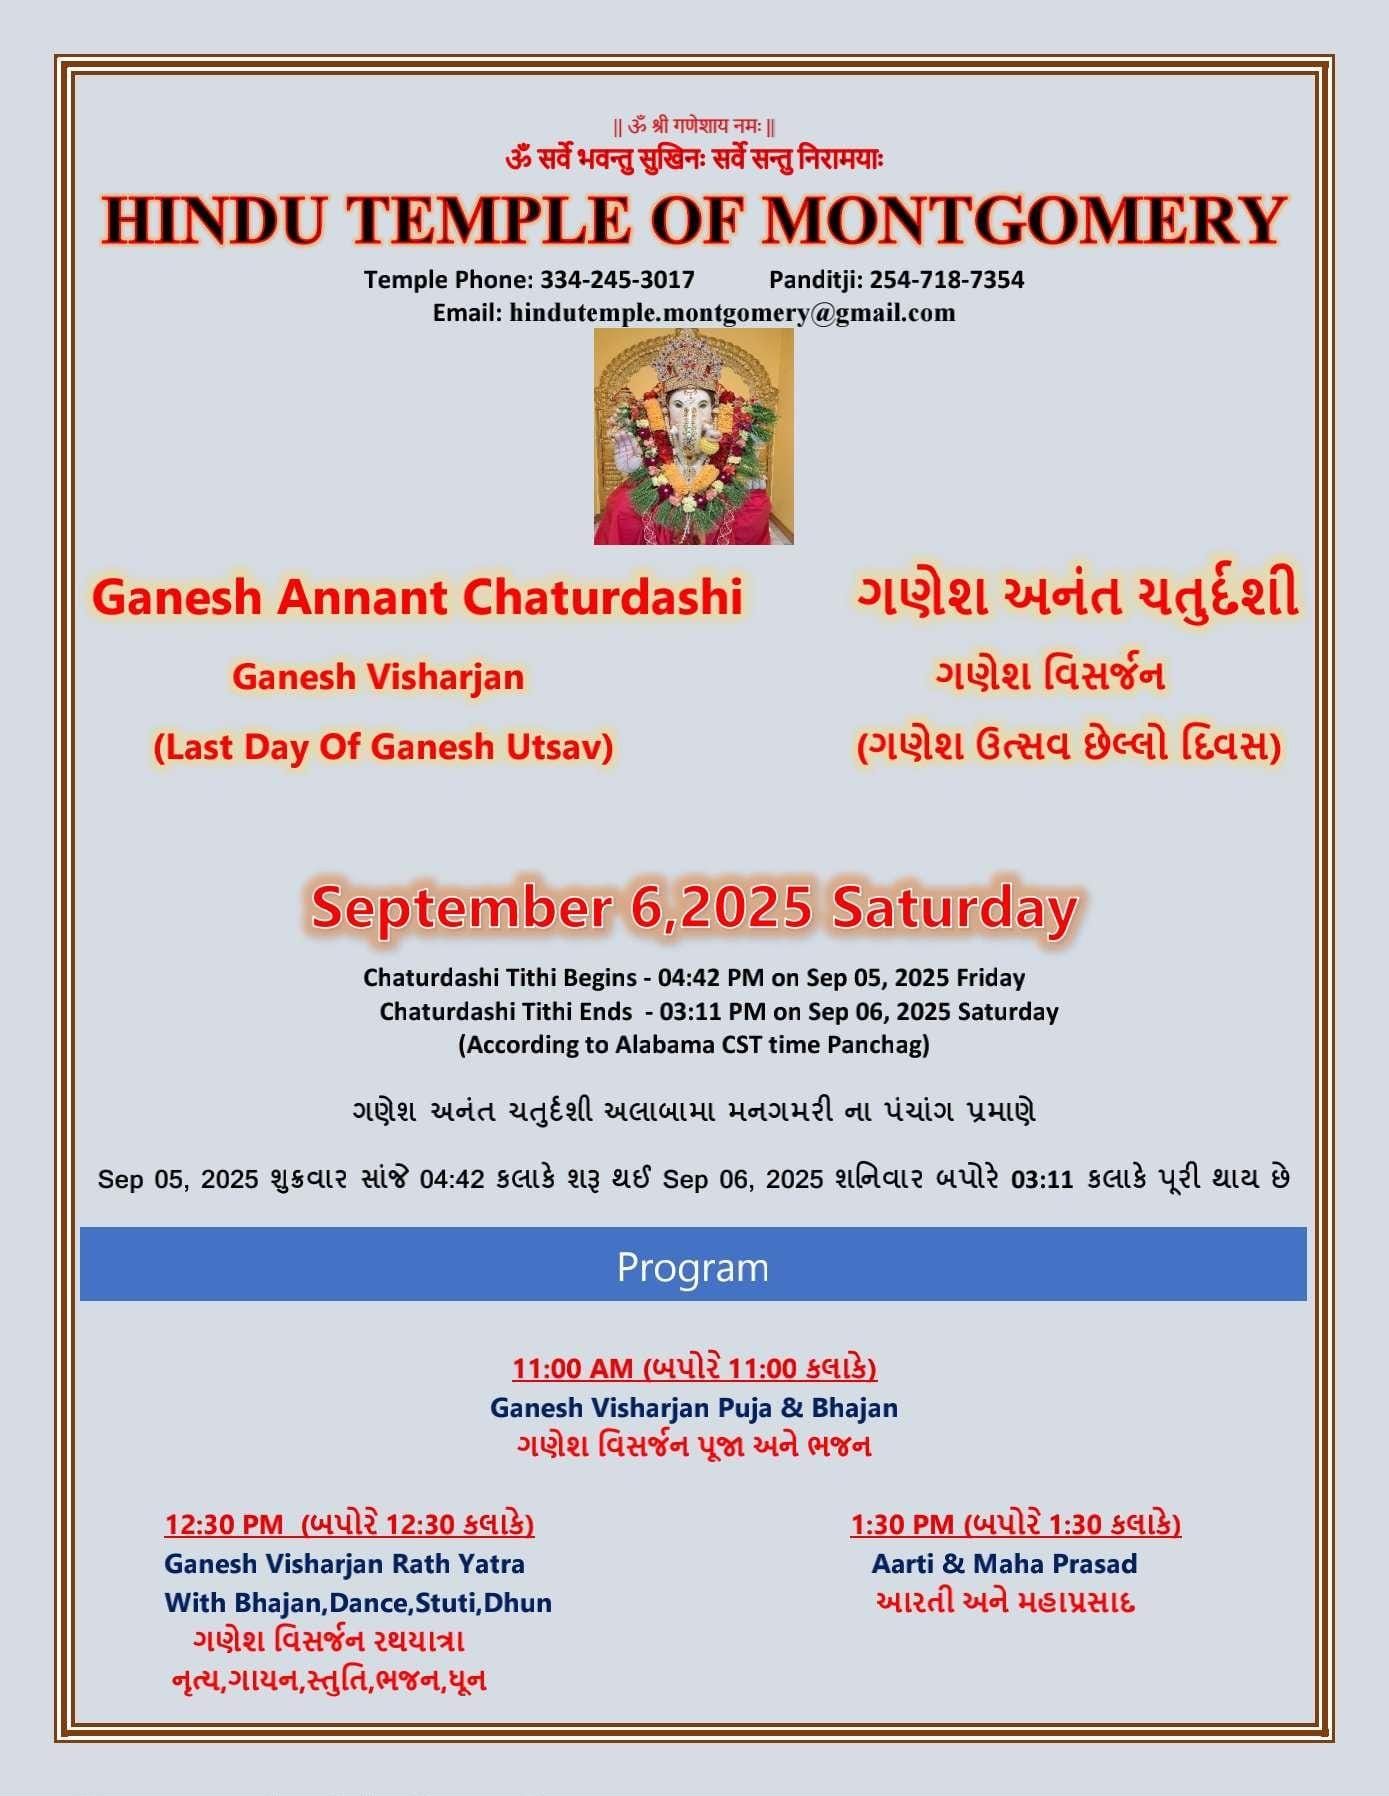 || ॐ श्री गणेशाय नमः ||
ॐ सर्वे भवन्तु सुखिनः सर्वे सन्तु निरामयाः
HINDU TEMPLE OF MONTGOMERY
Temple Phone: 334-245-3017 Panditji: 254-718-7354
Email: hindutemple.montgomery@gmail.com
Ganesh Annant Chaturdashi ગણેશ અનંત ચતુર્દશી
Ganesh Visharjan ગણેશ વિસર્જન
(Last Day Of Ganesh Utsav) (ગણેશ ઉત્સવ છેલ્લો દિવસ)
September 6,2025 Saturday
Chaturdashi Tithi Begins - 04:42 PM on Sep 05, 2025 Friday
Chaturdashi Tithi Ends - 03:11 PM on Sep 06, 2025 Saturday
(According to Alabama CST time Panchag)
ગણેશ અનંત ચતુર્દશી અલાબામા મનગમરી ના પંચાંગ પ્રમાણે
Sep 05, 2025 શુક્રવાર સાંજે 04:42 કલાકે શરૂ થઈ Sep 06, 2025 શનિવાર બપોરે 03:11 કલાકે પૂરી થાય છે
Program
11:00 AM (બપોરે 11:00 કલાકે)
Ganesh Visharjan Puja & Bhajan
ગણેશ વિસર્જન પૂજા અને ભજન
12:30 PM (બપોરે 12:30 કલાકે)
Ganesh Visharjan Rath Yatra
With Bhajan,Dance,Stuti,Dhun
ગણેશ વિસર્જન રથયાત્રા
નૃત્ય,ગાયન,સ્તુતિ,ભજન,ધૂન
1:30 PM (બપોરે 1:30 કલાકે)
Aarti & Maha Prasad
આરતી અને મહાપ્રસાદ